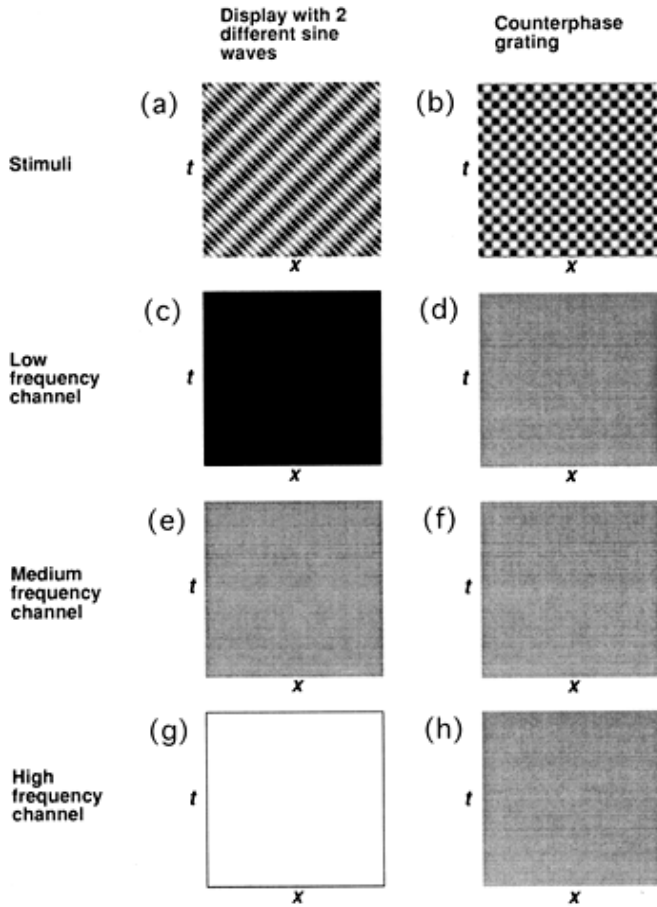 Display with 2
different sine
waves
Counterphase
grating
(a)
(b)
Stimuli
t
t
x
x
(c)
(d)
Low
frequency
channel
t
t
x
x
(e)
(f)
Medium
frequency
channel
t
t
x
x
(g)
(h)
High
frequency
channel
t
t
x
x